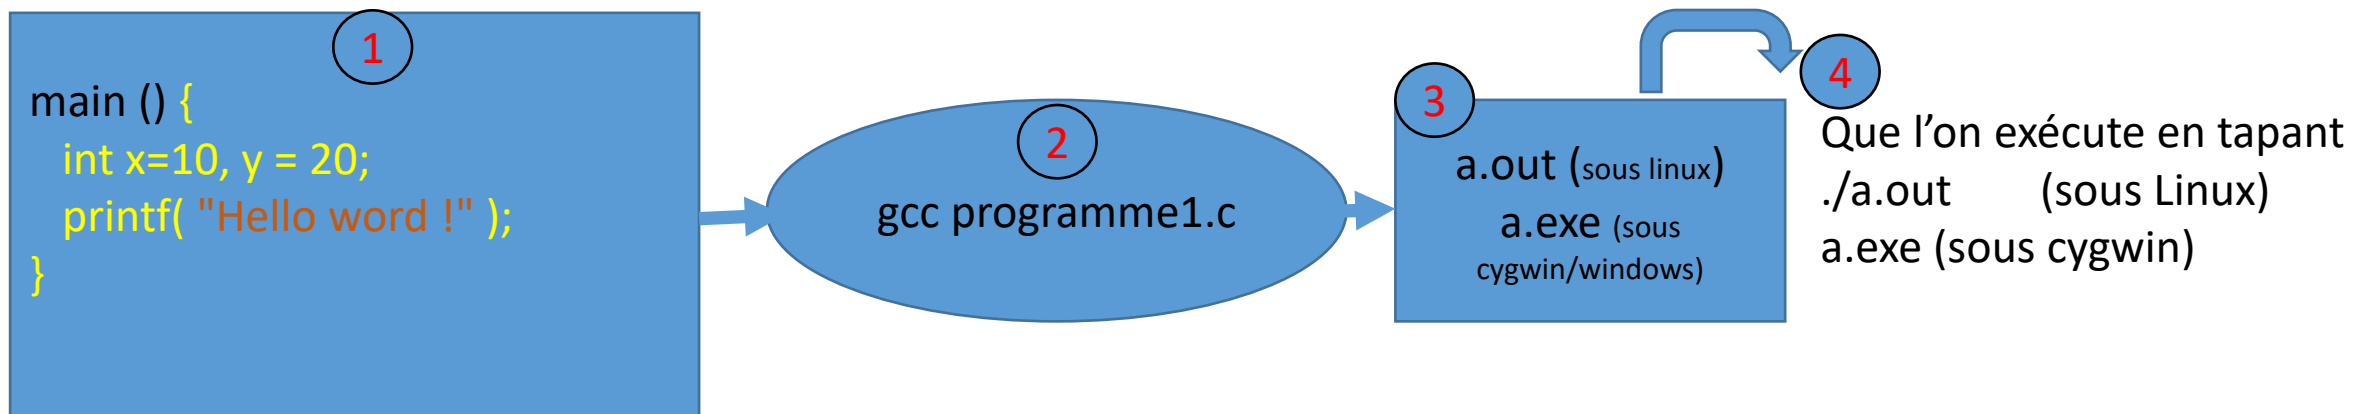 1
main () {
int x=10, y = 20;
printf( "Hello word !" );
}
2
gcc programme1.c
3
a.out (sous linux)
a.exe (sous
cygwin/windows)
4
Que l’on exécute en tapant
./a.out (sous Linux)
a.exe (sous cygwin)